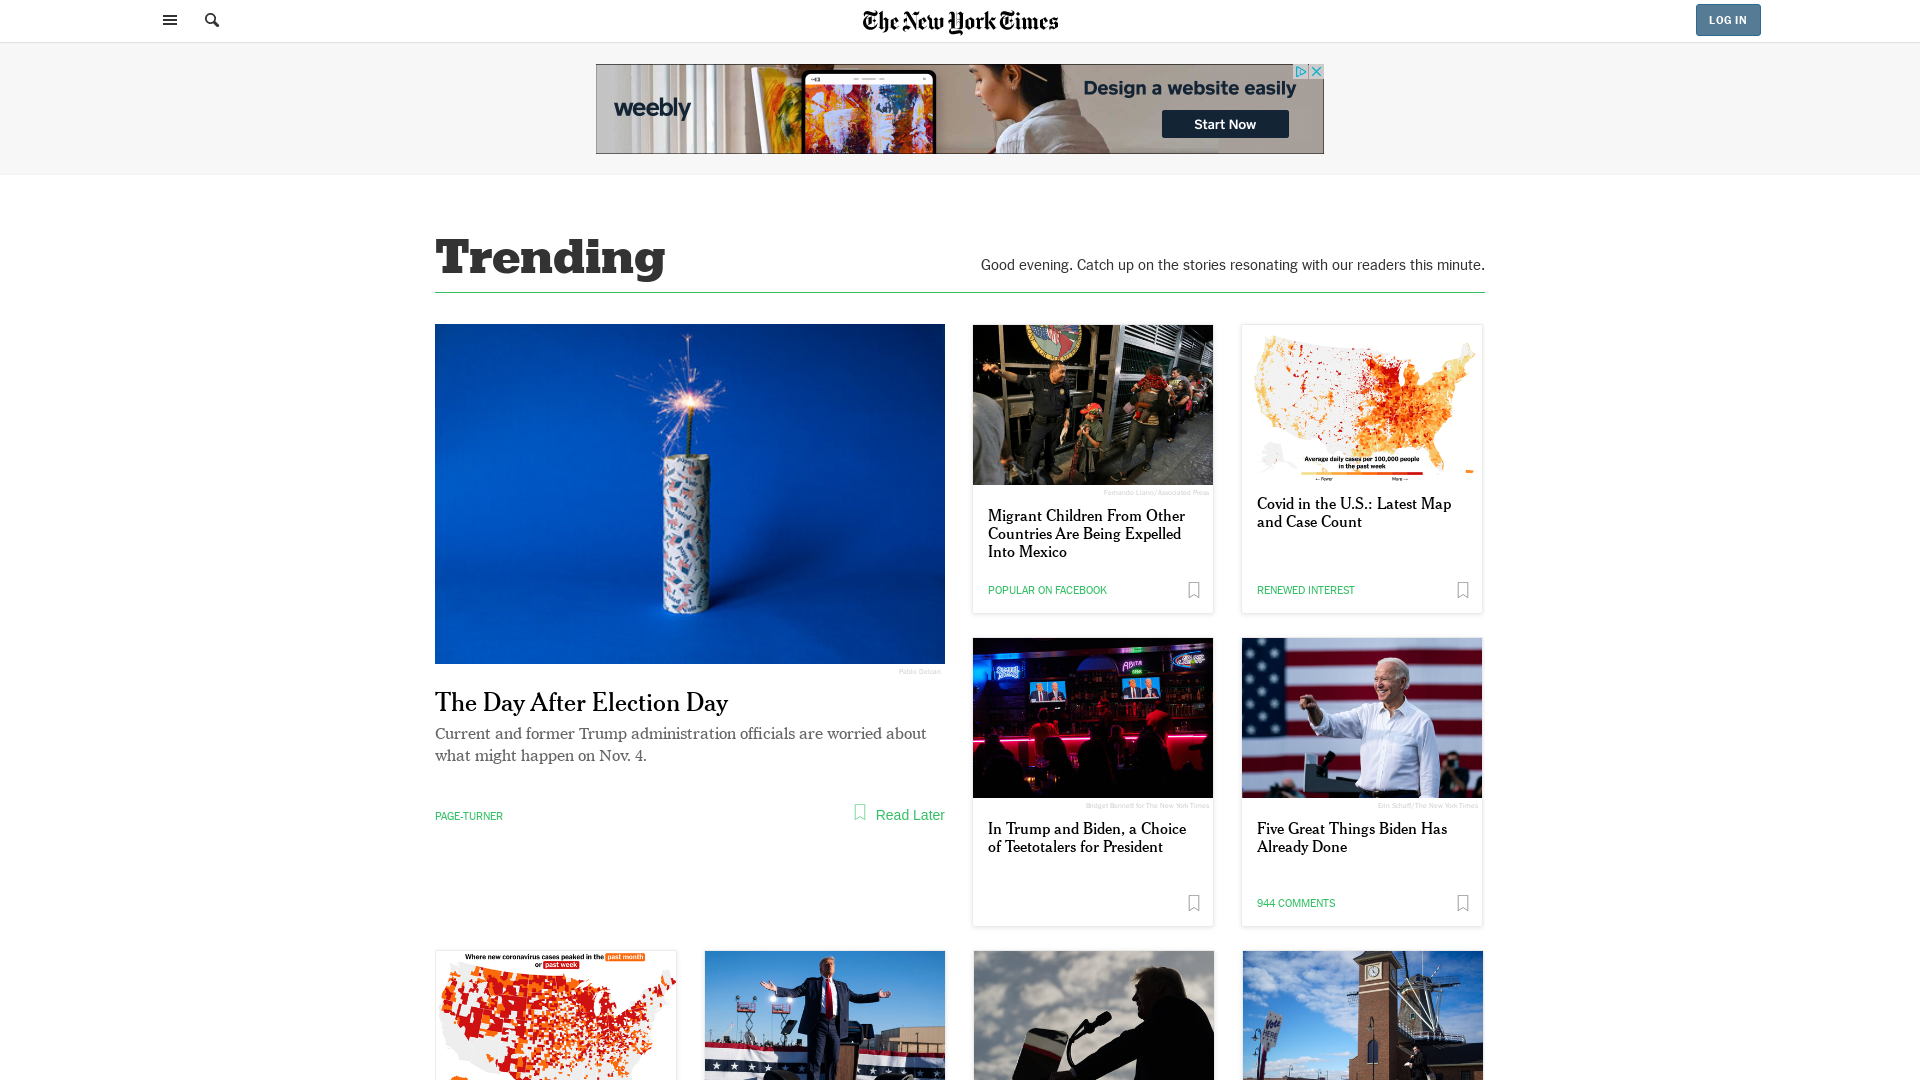 The New York Times
LOG IN
weebly
Design a website easily
Start Now
Trending
Good evening. Catch up on the stories resonating with our readers this minute.
Pablo Delcan
The Day After Election Day
Current and former Trump administration officials are worried about
what might happen on Nov. 4.
PAGE-TURNER
Read Later
Fernando Llano/Associated Press
Migrant Children From Other
Countries Are Being Expelled
Into Mexico
POPULAR ON FACEBOOK
Average daily cases per 100,000 people
in the past week
← Fewer
More →
Covid in the U.S.: Latest Map
and Case Count
RENEWED INTEREST
ABITA
Bridget Bennett for The New York Times
In Trump and Biden, a Choice
of Teetotalers for President
Erin Schaff/The New York Times
Five Great Things Biden Has
Already Done
944 COMMENTS
Where new coronavirus cases peaked in the past month
or past week
Vote